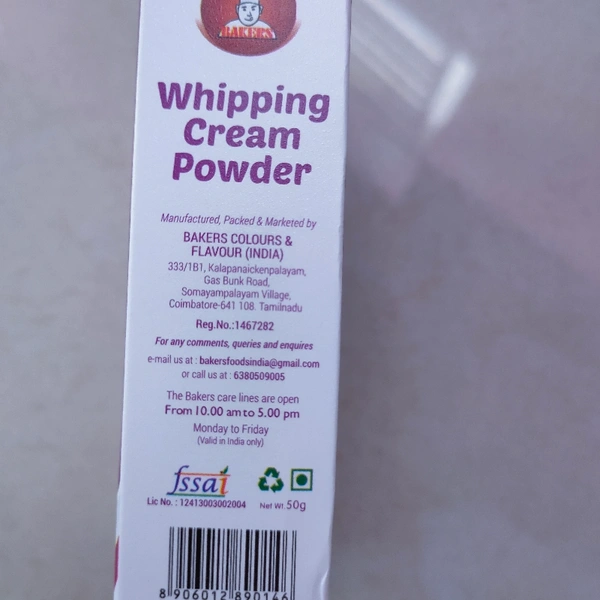 BAKERS
Whipping
Cream
Powder
Manufactured, Packed & Marketed by
BAKERS COLOURS &
FLAVOUR (INDIA)
333/1B1, Kalapanaickenpalayam,
Gas Bunk Road,
Somayampalayam Village,
Coimbatore-641 108. Tamilnadu
Reg.No.:1467282
For any comments, queries and enquires
e-mail us at : bakersfoodsindia@gmail.com
or call us at : 6380509005
The Bakers care lines are open
From 10.00 am to 5.00 pm
Monday to Friday
(Valid in India only)
fssai
Lic No. : 12413003002004 Net Wt 50g
8 906012 890146